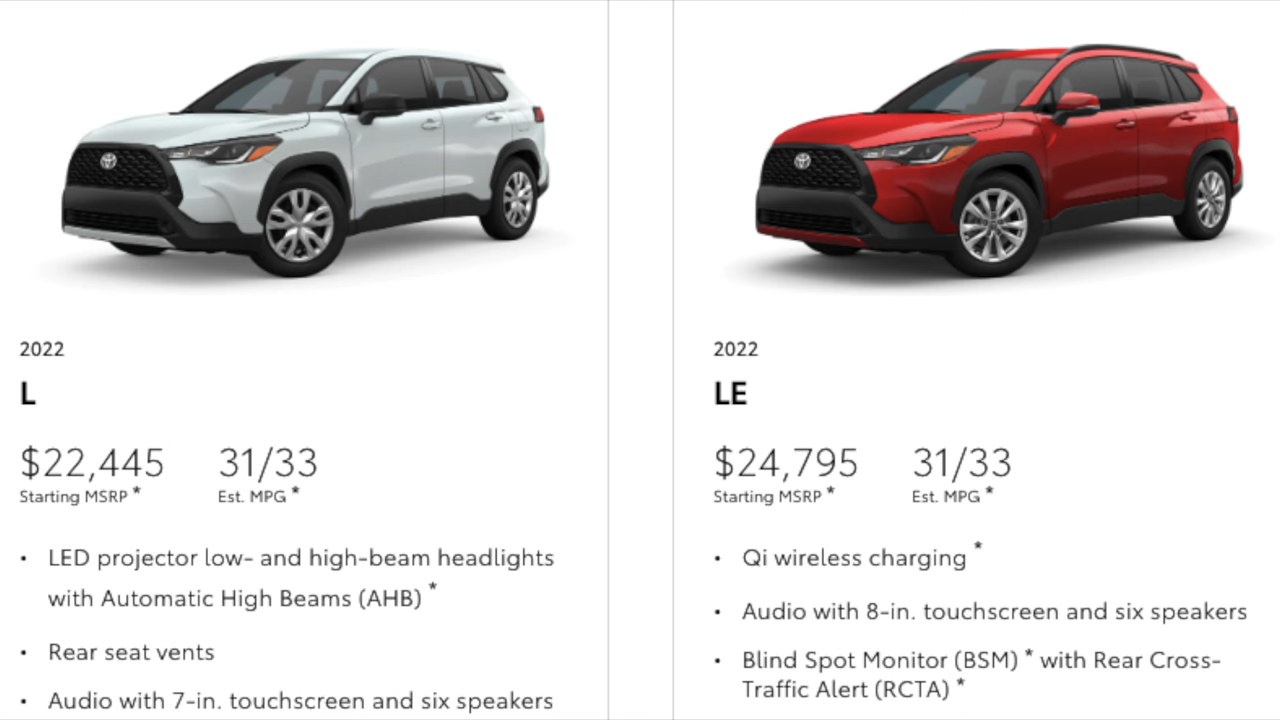 2022
L
$22,445 31/33
Starting MSRP * Est. MPG *
• LED projector low- and high-beam headlights
with Automatic High Beams (AHB) *
• Rear seat vents
• Audio with 7-in. touchscreen and six speakers
2022
LE
$24,795 31/33
Starting MSRP * Est. MPG *
• Qi wireless charging *
• Audio with 8-in. touchscreen and six speakers
• Blind Spot Monitor (BSM) * with Rear Cross-
Traffic Alert (RCTA) *